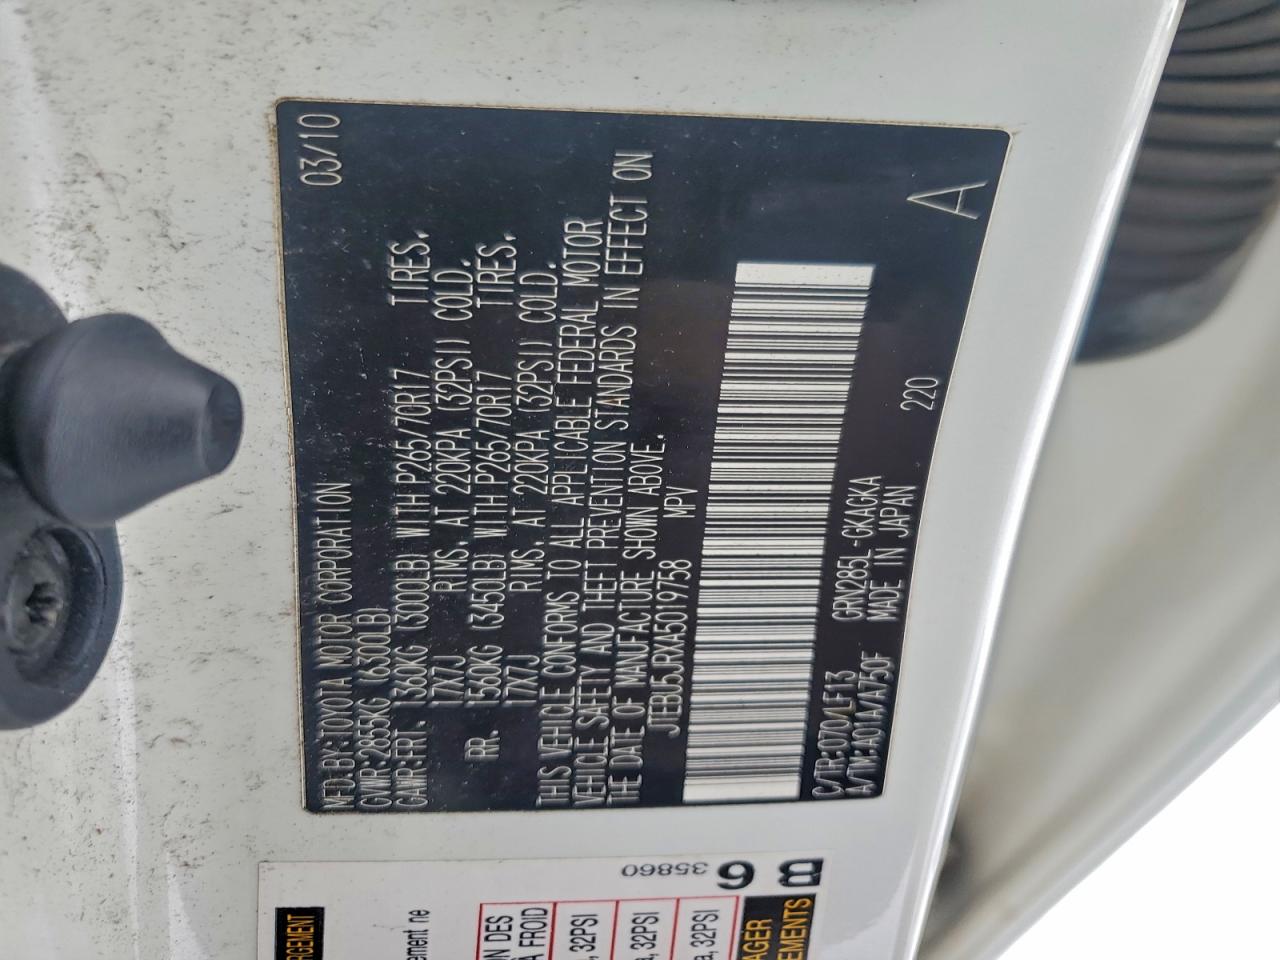 03/10
MFD.BY:TOYOTA MOTOR CORPORATION
GVWR:2855KG (6300LB)
GAWR:FRT. 1360KG (3000LB) WITH P265/70R17 TIRES.
17X7J RIMS, AT 220KPA (32PSI) COLD.
RR. 1560KG (3450LB) WITH P265/70R17 TIRES.
17X7J RIMS, AT 220KPA (32PSI) COLD.
THIS VEHICLE CONFORMS TO ALL APPLICABLE FEDERAL MOTOR
VEHICLE SAFETY AND THEFT PREVENTION STANDARDS IN EFFECT ON
THE DATE OF MANUFACTURE SHOWN ABOVE.
JTEBU5JRXA5019758 MPV
C/TR:070/LE13 GRN285L-GKAGKA 220
A/TM:A01A/A750F MADE IN JAPAN
A
RGEMENT
ement ne
ON DES
À FROID
, 32PSI
a, 32PSI
a, 32PSI
AGER
EMENTS
35860
6
8